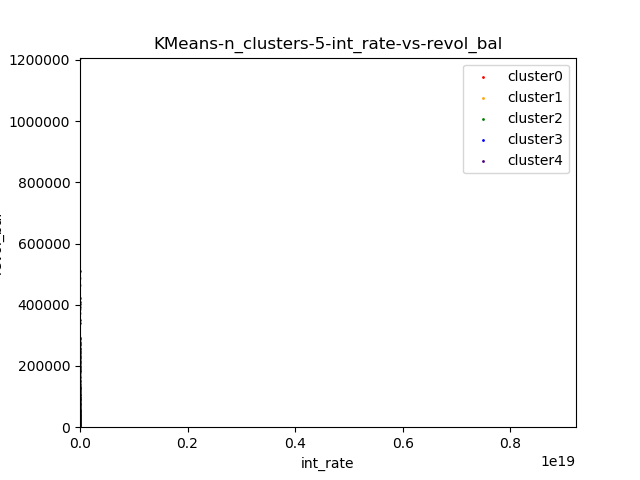 KMeans-n_clusters-5-int_rate-vs-revol_bal
1200000
1000000
800000
600000
400000
200000
0
cluster0
cluster1
cluster2
cluster3
cluster4
0.0 0.2 0.4 0.6 0.8
1e19
int_rate